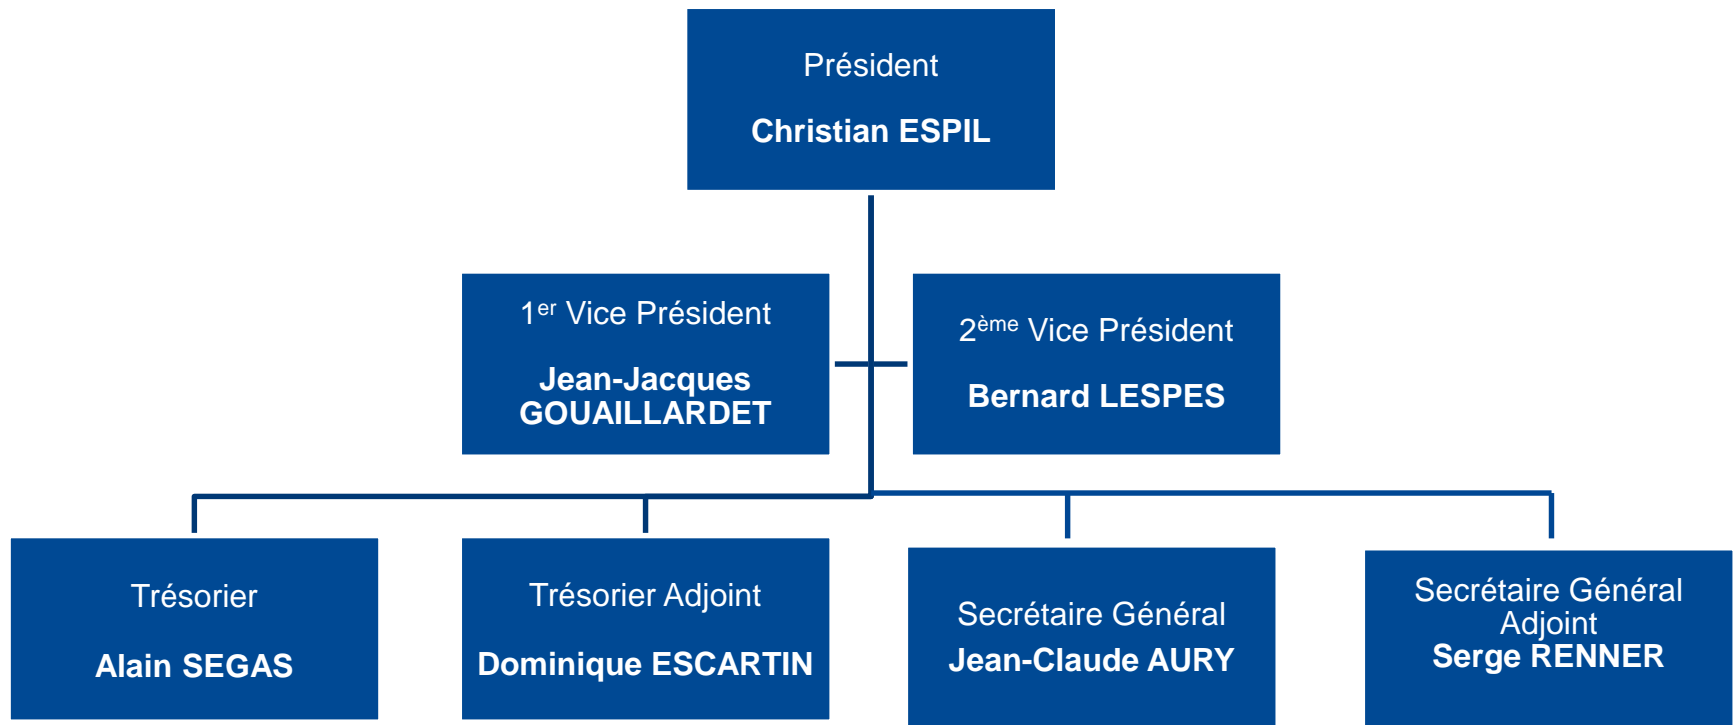 Président
Christian ESPIL
1er Vice Président
Jean-Jacques
GOUAILLARDET
2ème Vice Président
Bernard LESPES
Trésorier
Alain SEGAS
Trésorier Adjoint
Dominique ESCARTIN
Secrétaire Général
Jean-Claude AURY
Secrétaire Général
Adjoint
Serge RENNER